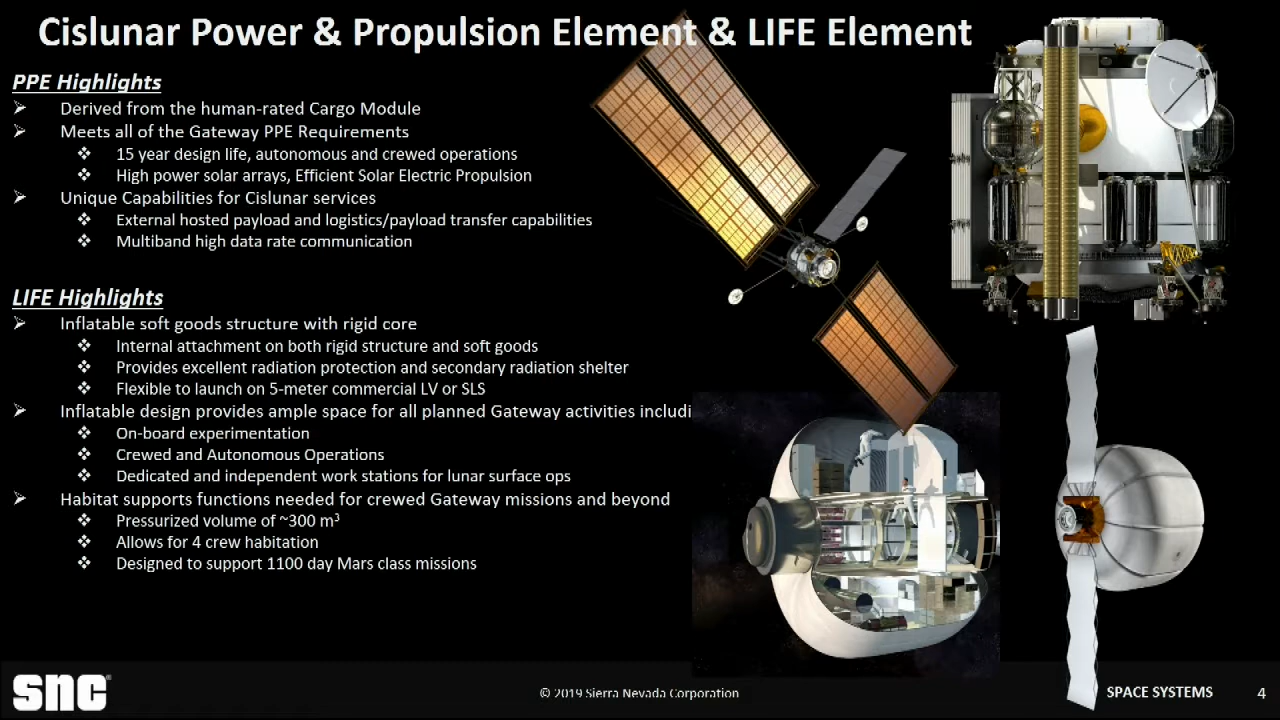 Cislunar Power & Propulsion Element & LIFE Element
PPE Highlights
Derived from the human-rated Cargo Module
Meets all of the Gateway PPE Requirements
15 year design life, autonomous and crewed operations
High power solar arrays, Efficient Solar Electric Propulsion
Unique Capabilities for Cislunar services
External hosted payload and logistics/payload transfer capabilities
Multiband high data rate communication
LIFE Highlights
Inflatable soft goods structure with rigid core
Internal attachment on both rigid structure and soft goods
Provides excellent radiation protection and secondary radiation shelter
Flexible to launch on 5-meter commercial LV or SLS
Inflatable design provides ample space for all planned Gateway activities includi
On-board experimentation
Crewed and Autonomous Operations
Dedicated and independent work stations for lunar surface ops
Habitat supports functions needed for crewed Gateway missions and beyond
Pressurized volume of ~300 m³
Allows for 4 crew habitation
Designed to support 1100 day Mars class missions
snc®
© 2019 Sierra Nevada Corporation
SPACE SYSTEMS 4